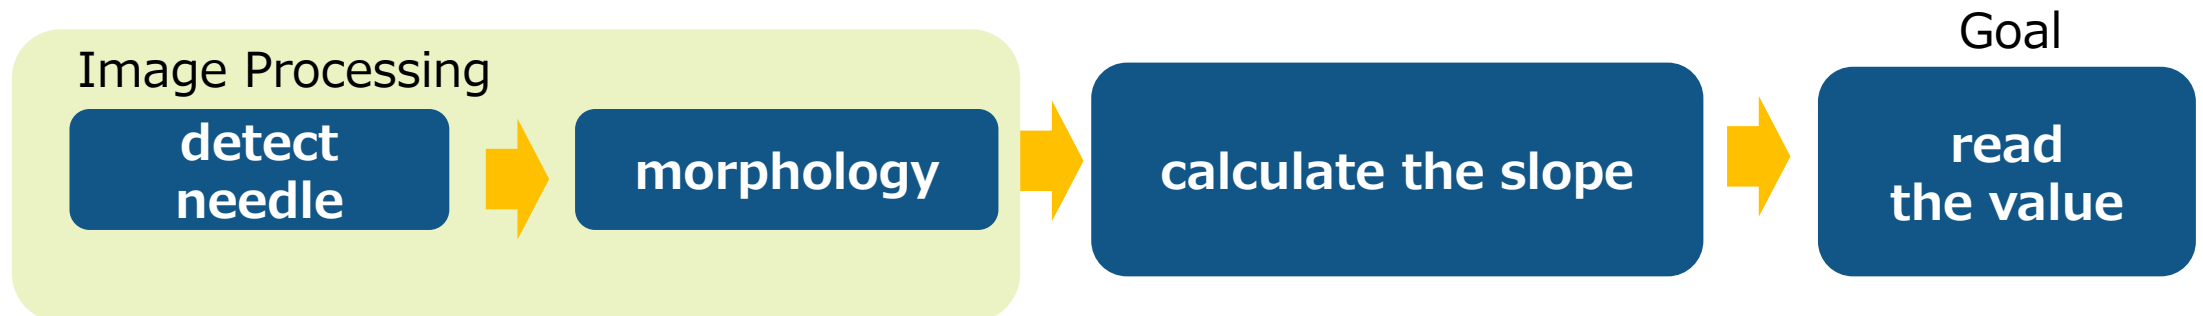 Image Processing
detect
needle
morphology
calculate the slope
Goal
read
the value